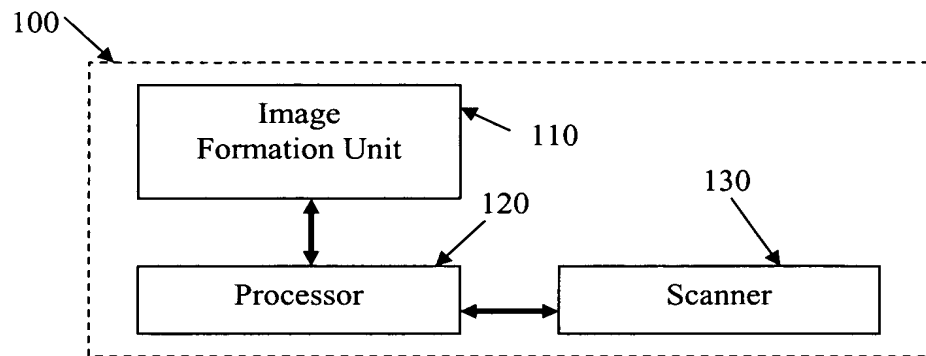 100
Image
Formation Unit
110
120
130
Processor
Scanner